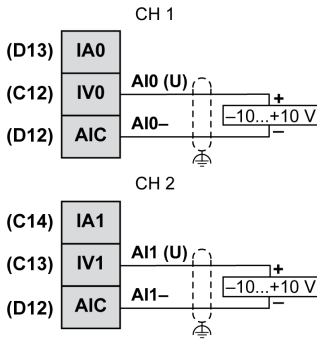 CH 1
(D13) IA0
(C12) IV0 AI0 (U) +
−10...+10 V
(D12) AIC AI0− −
CH 2
(C14) IA1
(C13) IV1 AI1 (U) +
−10...+10 V
(D12) AIC AI1− −